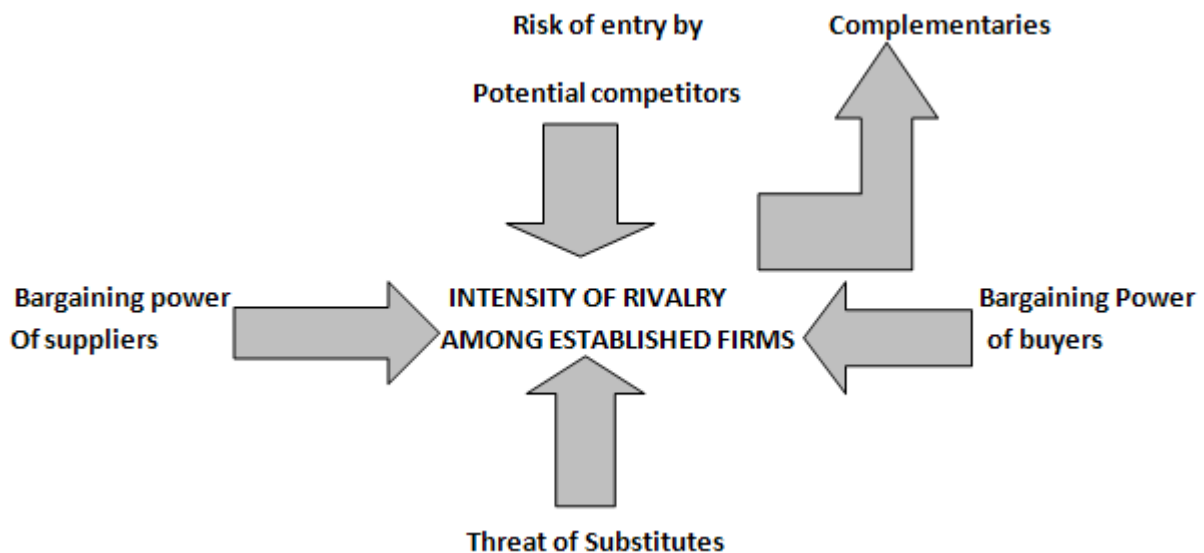 Risk of entry by
Complementaries
Potential competitors
Bargaining power
Of suppliers
INTENSITY OF RIVALRY
AMONG ESTABLISHED FIRMS
Bargaining Power
of buyers
Threat of Substitutes